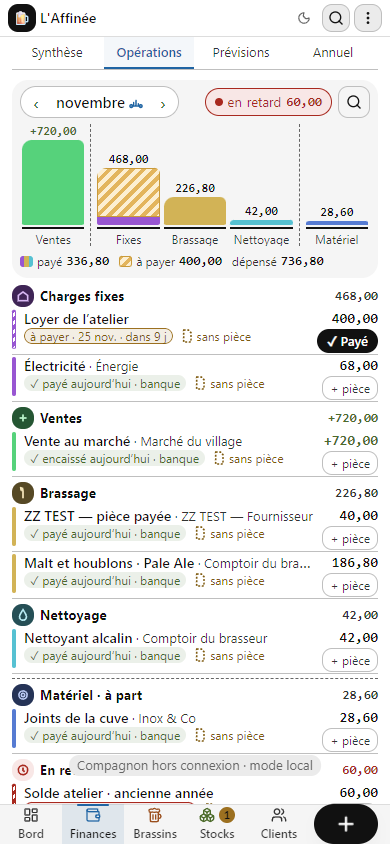 L'Affinée
Synthèse Opérations Prévisions Annuel
‹ novembre › en retard 60,00
+720,00
468,00
226,80
42,00
28,60
Ventes Fixes Brassage Nettoyage Matériel
payé 336,80 à payer 400,00 dépensé 736,80
Charges fixes 468,00
Loyer de l'atelier 400,00
à payer · 25 nov. · dans 9 j sans pièce ✓ Payé
Électricité · Énergie 68,00
✓ payé aujourd'hui · banque sans pièce + pièce
Ventes +720,00
Vente au marché · Marché du village +720,00
✓ encaissé aujourd'hui · banque sans pièce + pièce
Brassage 226,80
ZZ TEST — pièce payée · ZZ TEST — Fournisseur 40,00
✓ payé aujourd'hui · banque sans pièce + pièce
Malt et houblons · Pale Ale · Comptoir du bra... 186,80
✓ payé aujourd'hui · banque sans pièce + pièce
Nettoyage 42,00
Nettoyant alcalin · Comptoir du brasseur 42,00
✓ payé aujourd'hui · banque sans pièce + pièce
Matériel · à part 28,60
Joints de la cuve · Inox & Co 28,60
✓ payé aujourd'hui · banque sans pièce + pièce
En re 60,00
Compagnon hors connexion · mode local
Solde atelier · ancienne année 60,00
Bord Finances Brassins Stocks 1 Clients +